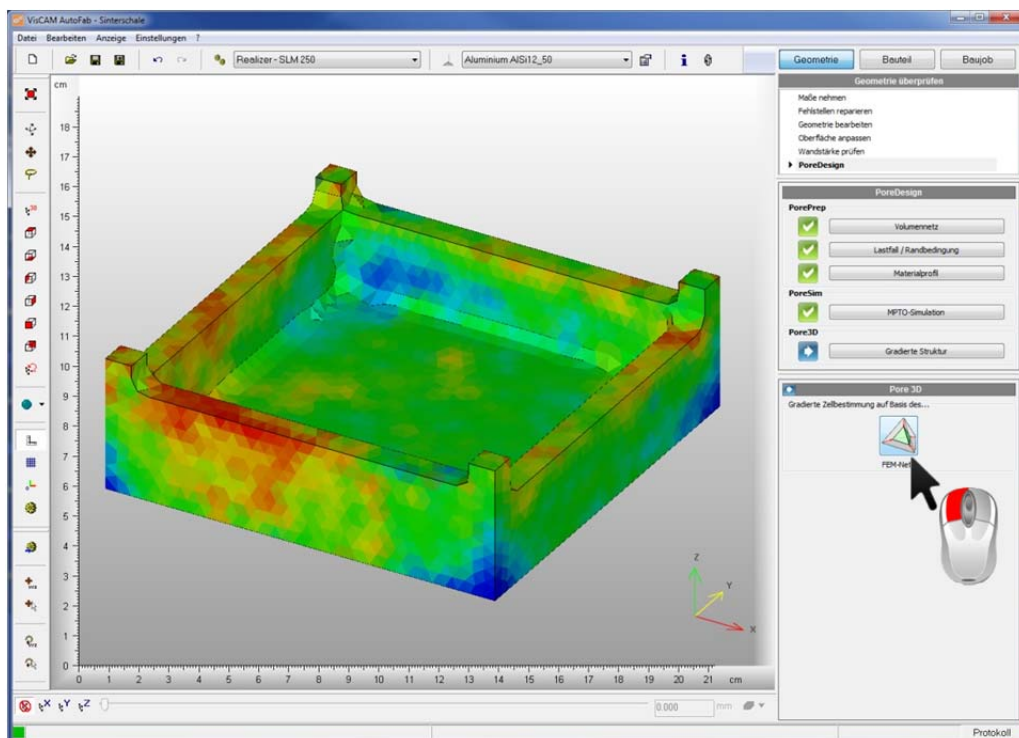 VisCAM AutoFab - Sinterschale
Datei Bearbeiten Anzeige Einstellungen ?
Realizer - SLM 250
Aluminium AlSi12_50
Geometrie Bauteil Baujob
Geometrie überprüfen
Maße nehmen
Fehlstellen reparieren
Geometrie bearbeiten
Oberfläche anpassen
Wandstärke prüfen
PoreDesign
PoreDesign
PorePrep
Volumennetz
Lastfall / Randbedingung
Materialprofil
PoreSim
MPTO-Simulation
Pore3D
Gradierte Struktur
Pore 3D
Gradierte Zellbestimmung auf Basis des...
cm
18
17
16
15
14
13
12
11
10
9
8
7
6
5
4
3
2
1
0
0 1 2 3 4 5 6 7 8 9 10 11 12 13 14 15 16 17 18 19 20 21 cm
Z
Y
X
X Y Z
0.000 mm
Protokoll